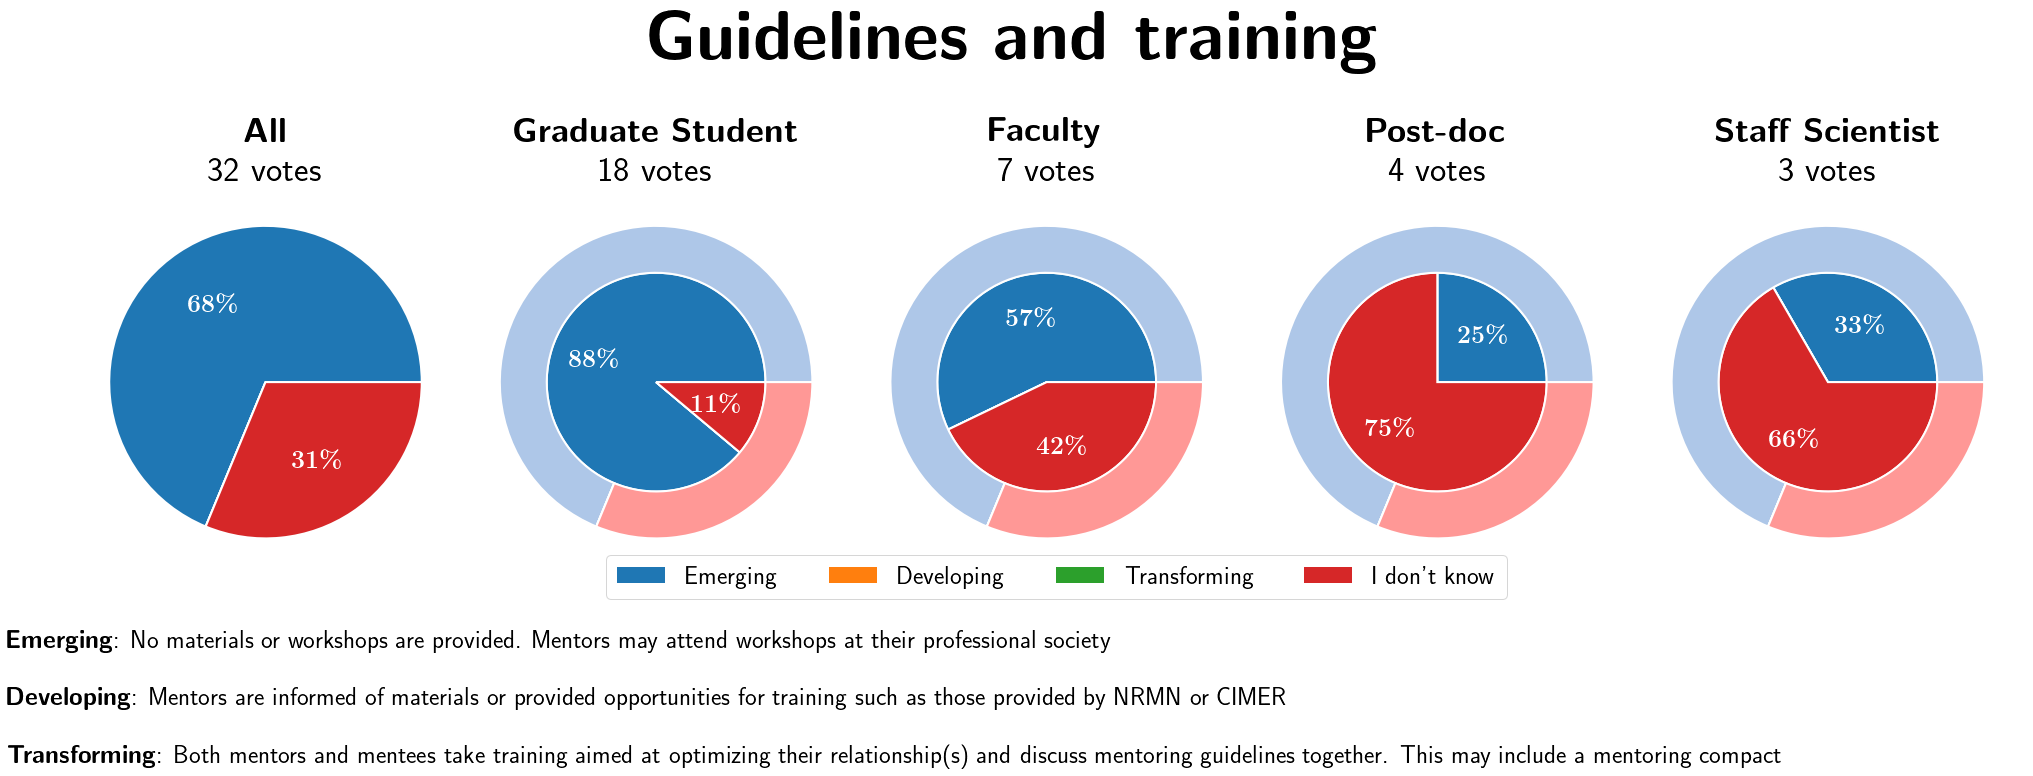 Guidelines and training
All
32 votes
Graduate Student
18 votes
Faculty
7 votes
Post-doc
4 votes
Staff Scientist
3 votes
68%
31%
88%
11%
57%
42%
25%
75%
33%
66%
Emerging
Developing
Transforming
I don't know
Emerging: No materials or workshops are provided. Mentors may attend workshops at their professional society
Developing: Mentors are informed of materials or provided opportunities for training such as those provided by NRMN or CIMER
Transforming: Both mentors and mentees take training aimed at optimizing their relationship(s) and discuss mentoring guidelines together. This may include a mentoring compact